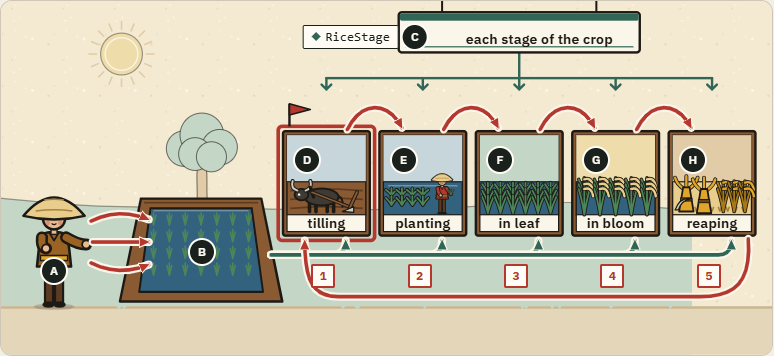 ◆ RiceStage
C
each stage of the crop
D
E
F
G
H
tilling
planting
in leaf
in bloom
reaping
A
B
1
2
3
4
5